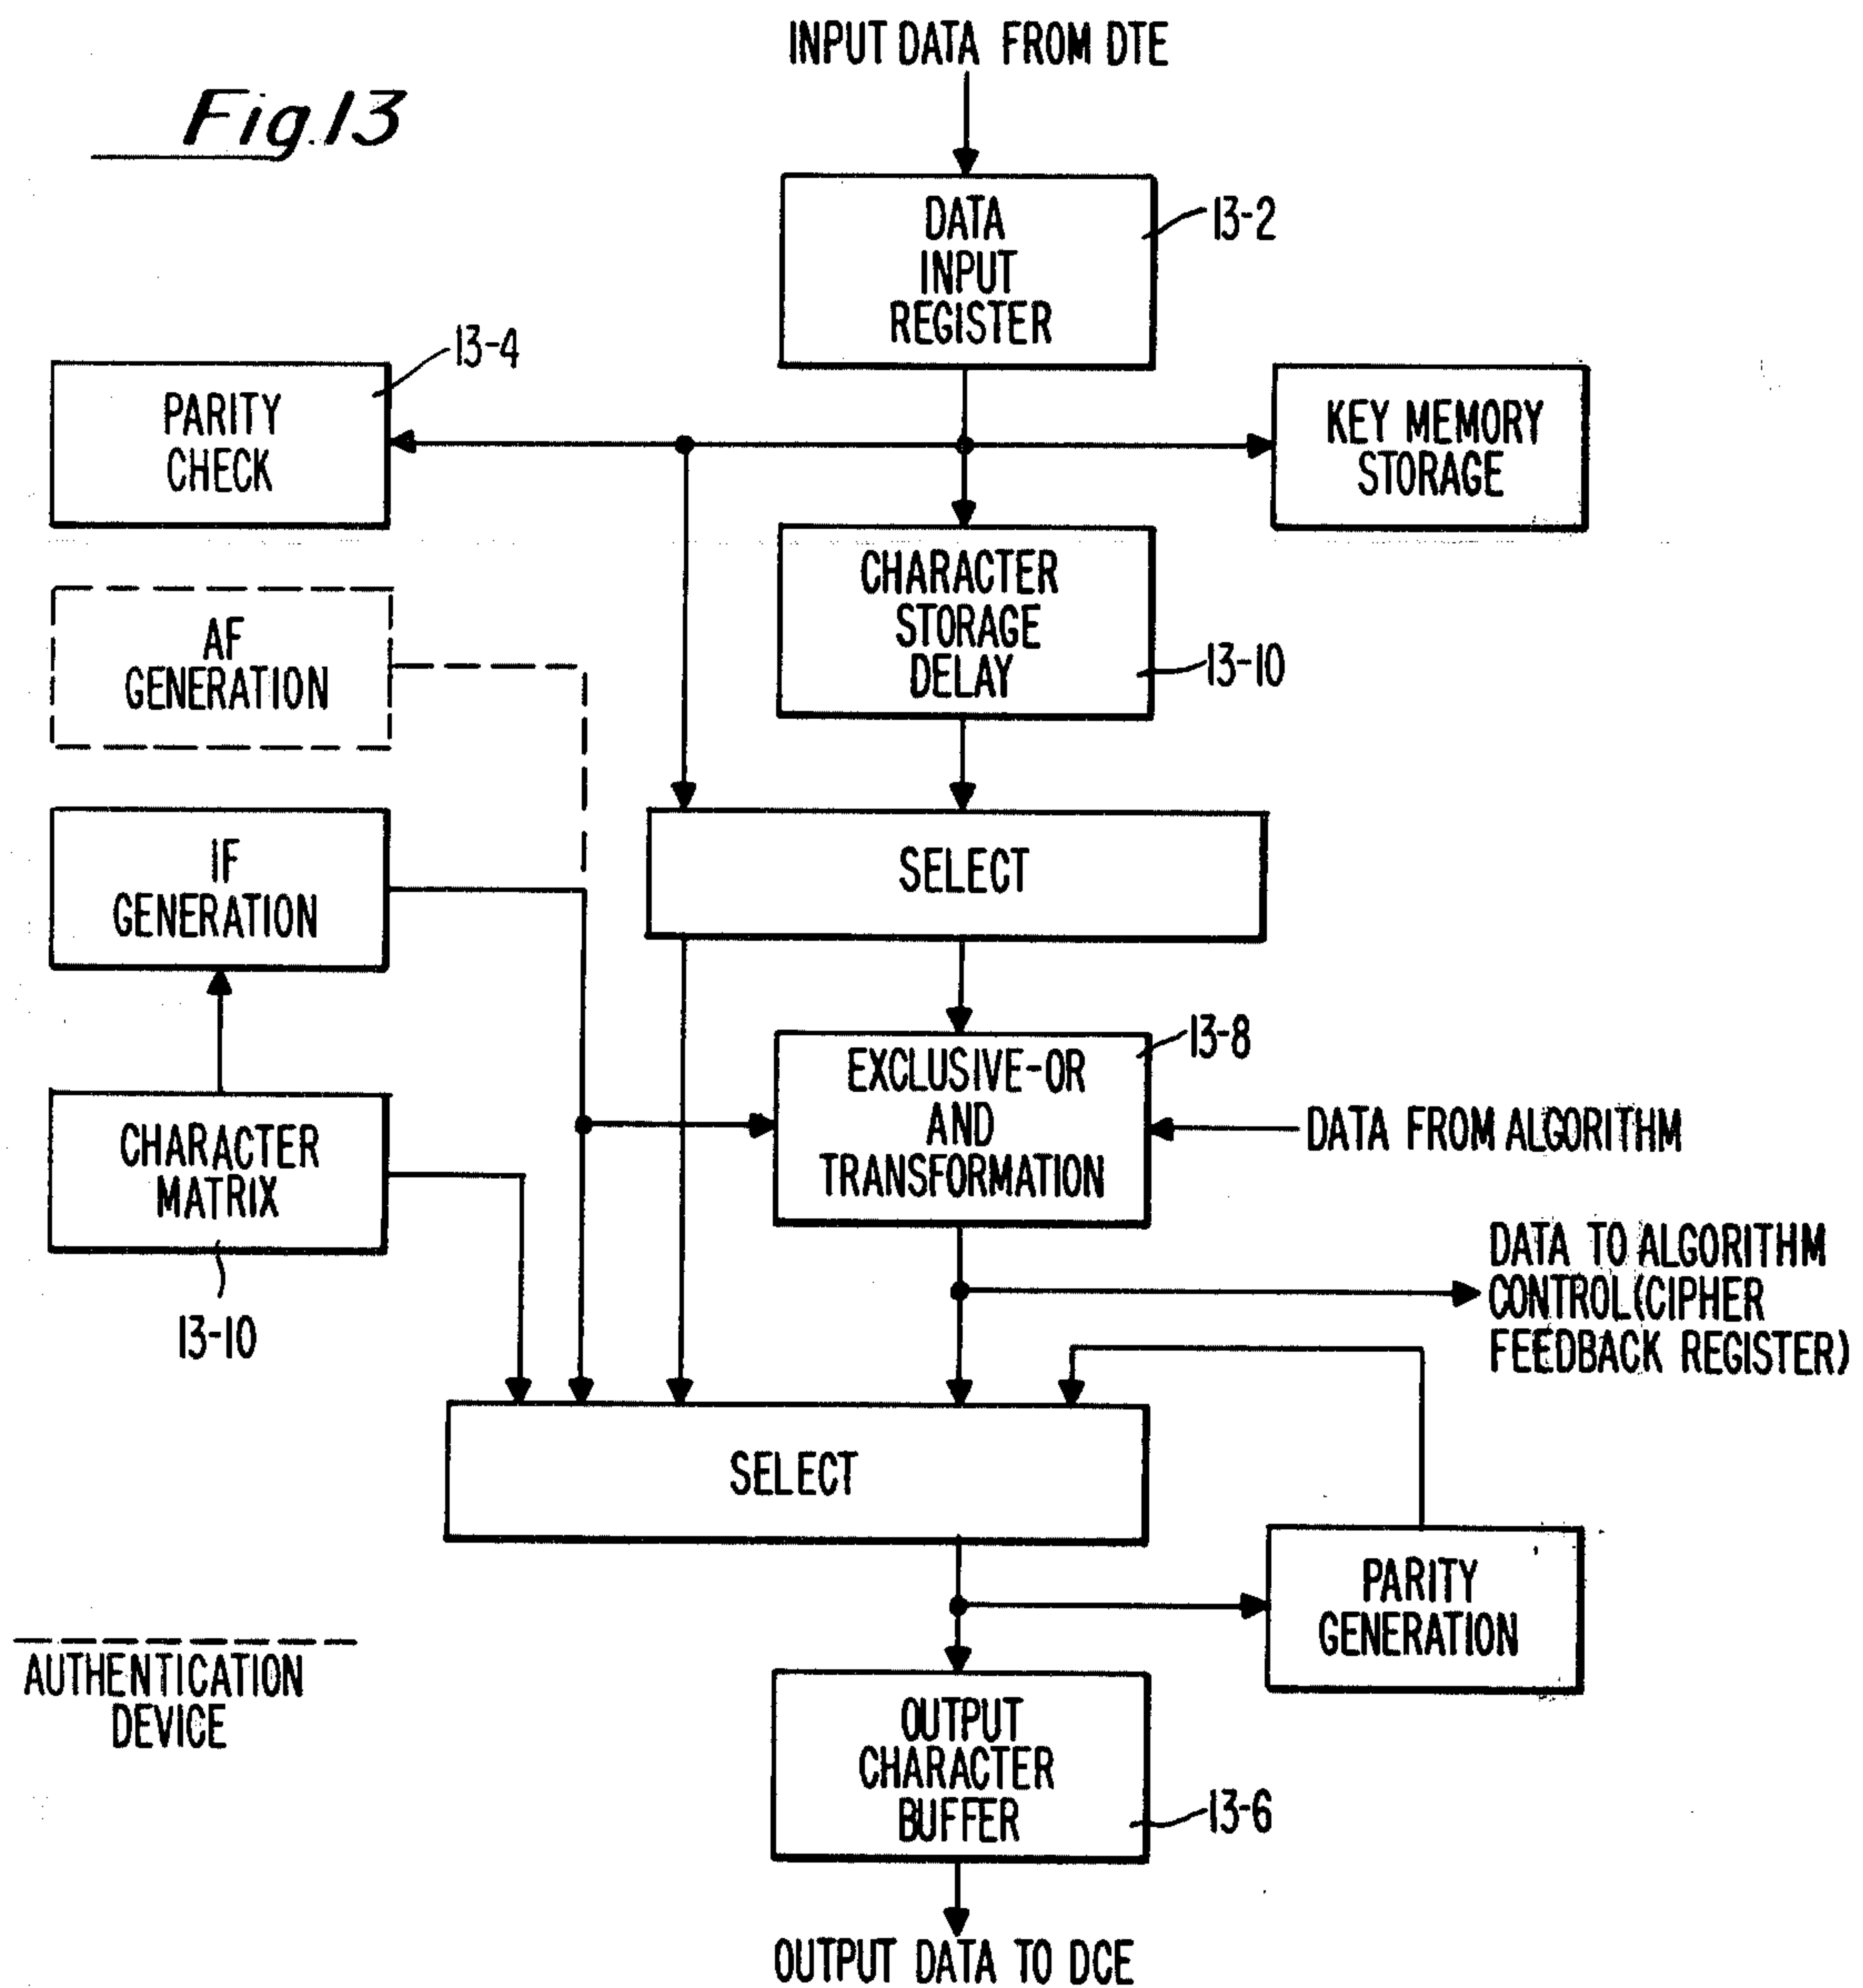 INPUT DATA FROM DTE
Fig. 13
DATA
INPUT
REGISTER
13-2
13-4
PARITY
CHECK
KEY MEMORY
STORAGE
CHARACTER
STORAGE
DELAY
13-10
AF
GENERATION
IF
GENERATION
SELECT
13-8
EXCLUSIVE-OR
AND
TRANSFORMATION
DATA FROM ALGORITHM
CHARACTER
MATRIX
13-10
DATA TO ALGORITHM
CONTROL(CIPHER
FEEDBACK REGISTER)
SELECT
PARITY
GENERATION
AUTHENTICATION
DEVICE
OUTPUT
CHARACTER
BUFFER
13-6
OUTPUT DATA TO DCE